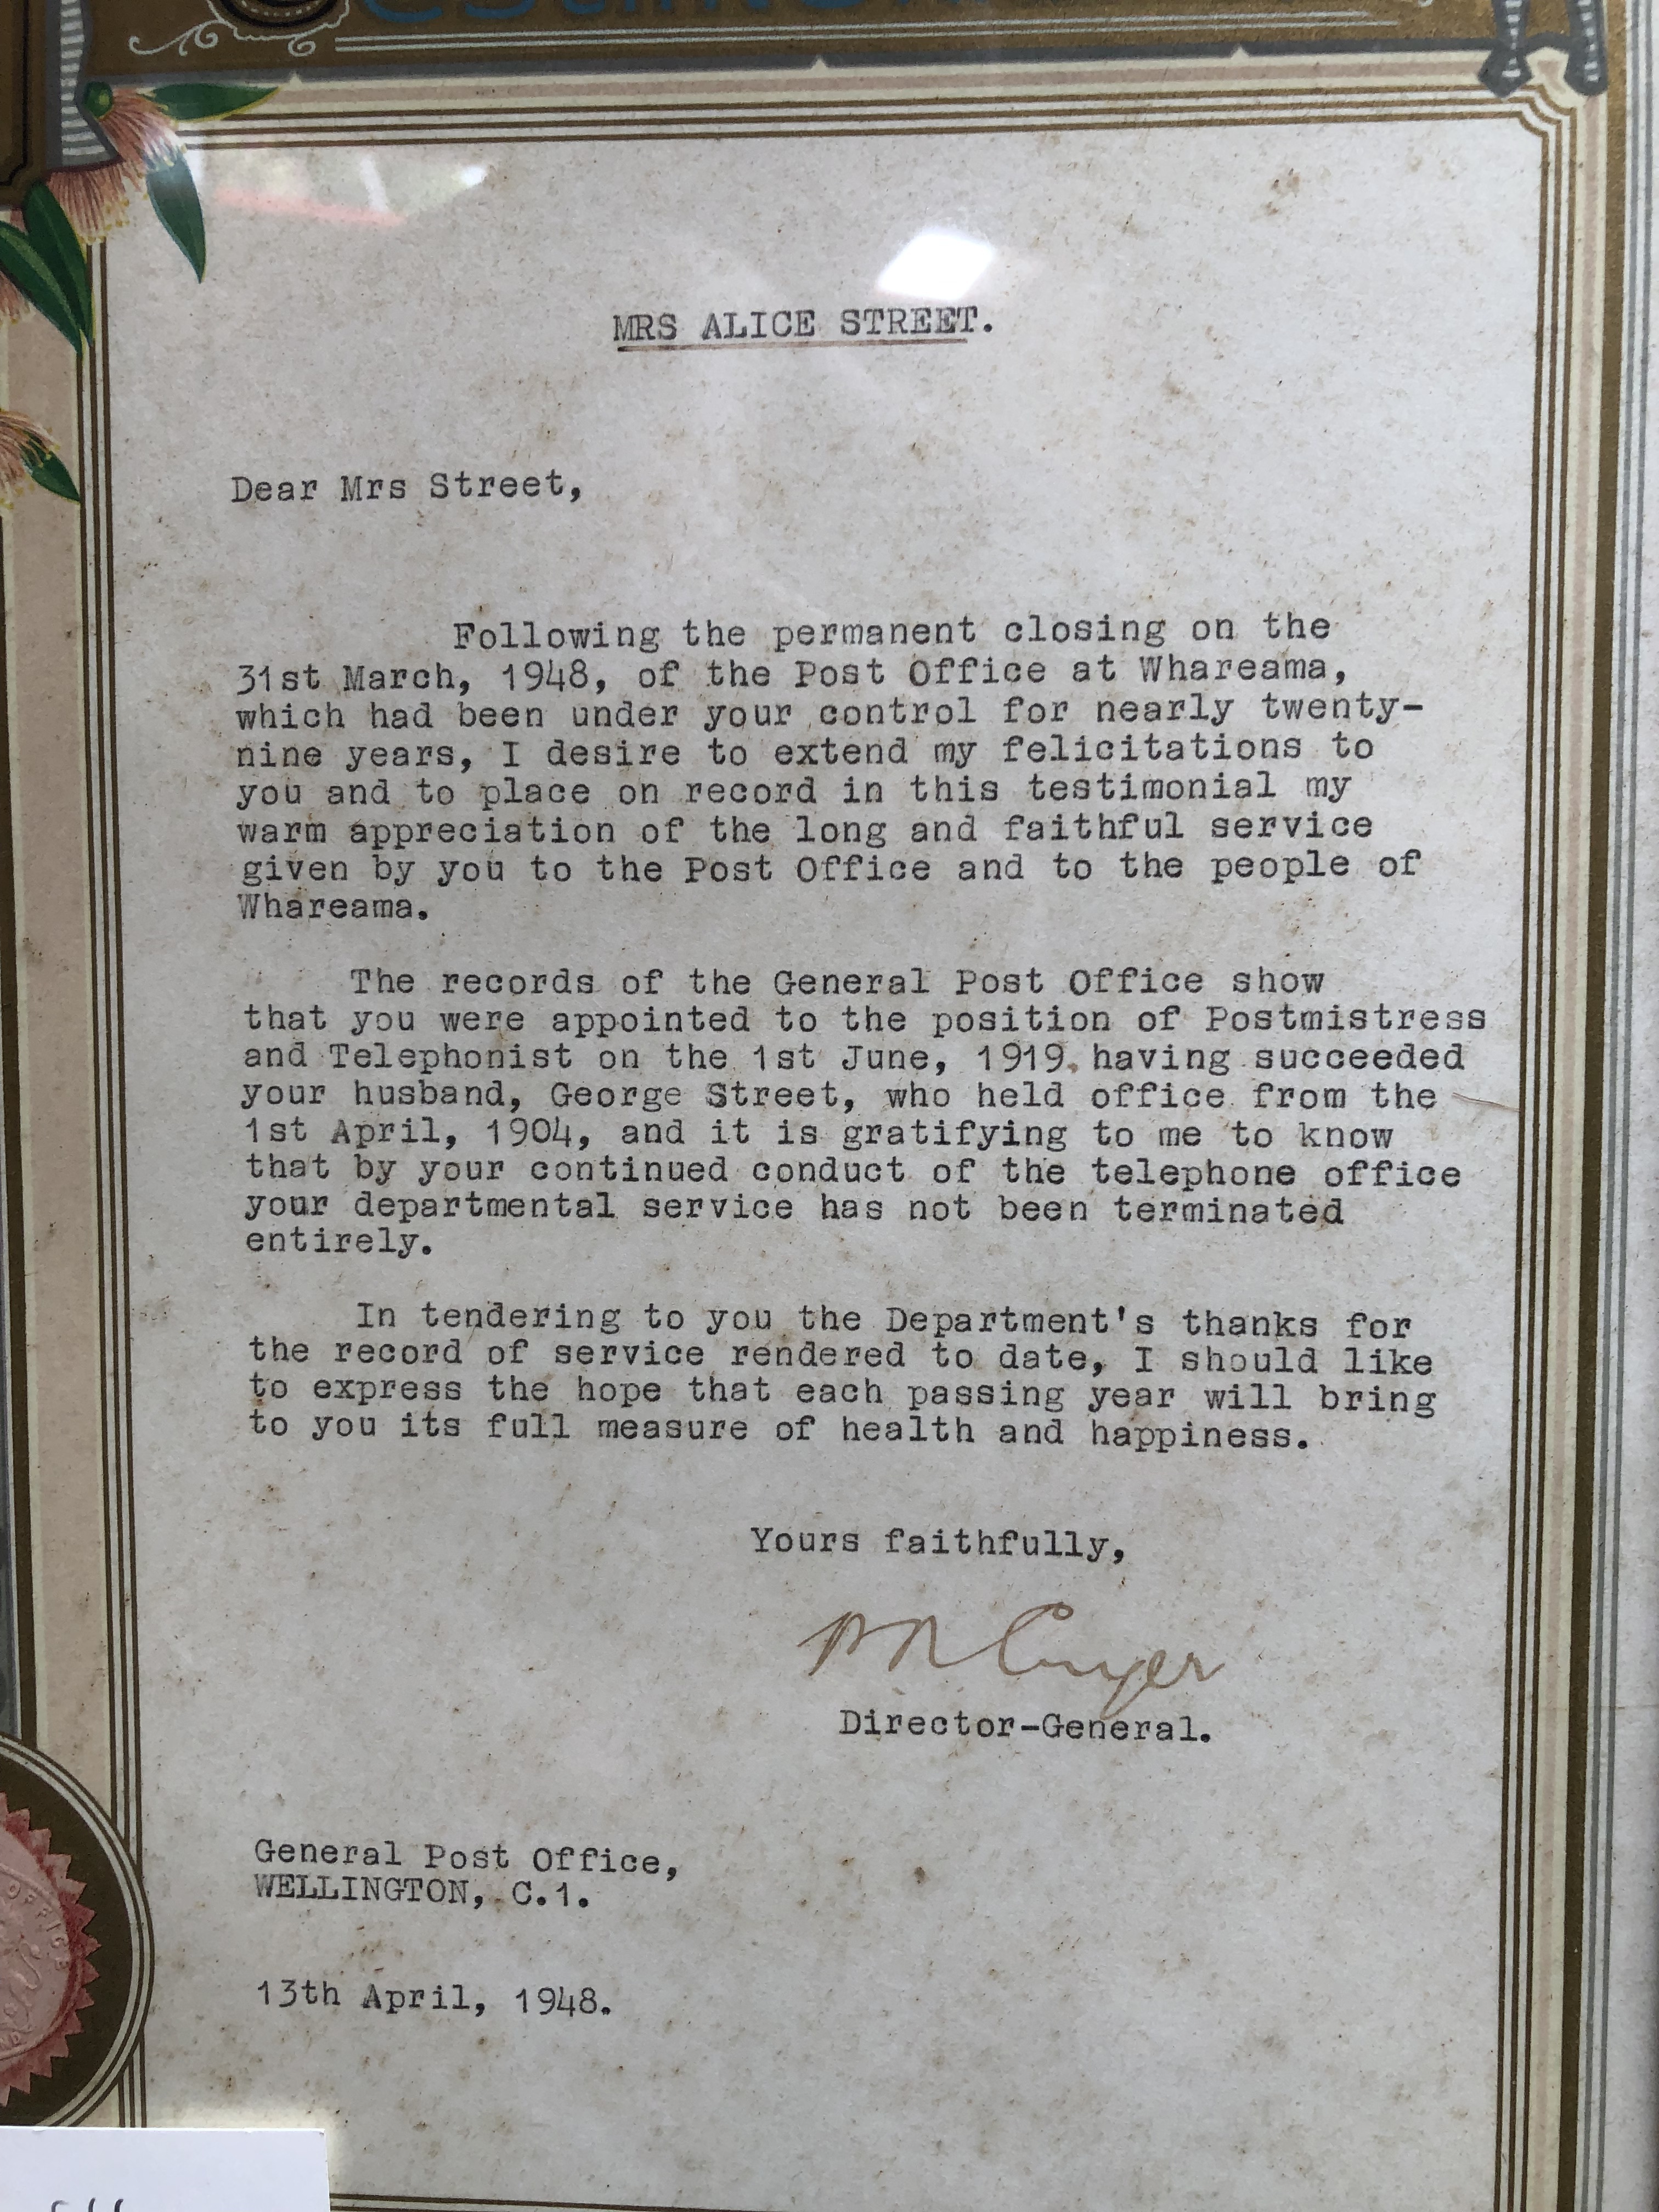 MRS ALICE STREET.
Dear Mrs Street,
Following the permanent closing on the
31st March, 1948, of the Post Office at Whareama,
which had been under your control for nearly twenty-
nine years, I desire to extend my felicitations to
you and to place on record in this testimonial my
warm appreciation of the long and faithful service
given by you to the Post Office and to the people of
Whareama.
The records of the General Post Office show
that you were appointed to the position of Postmistress
and Telephonist on the 1st June, 1919, having succeeded
your husband, George Street, who held office from the
1st April, 1904, and it is gratifying to me to know
that by your continued conduct of the telephone office
your departmental service has not been terminated
entirely.
In tendering to you the Department's thanks for
the record of service rendered to date, I should like
to express the hope that each passing year will bring
to you its full measure of health and happiness.
Yours faithfully,
Director-General.
General Post Office,
WELLINGTON, C.1.
OFFICE
13th April, 1948.